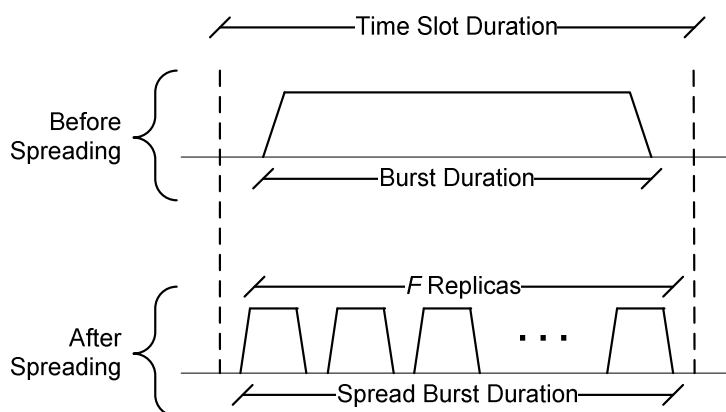 Time Slot Duration
Before
Spreading
Burst Duration
F Replicas
After
Spreading
. . .
Spread Burst Duration